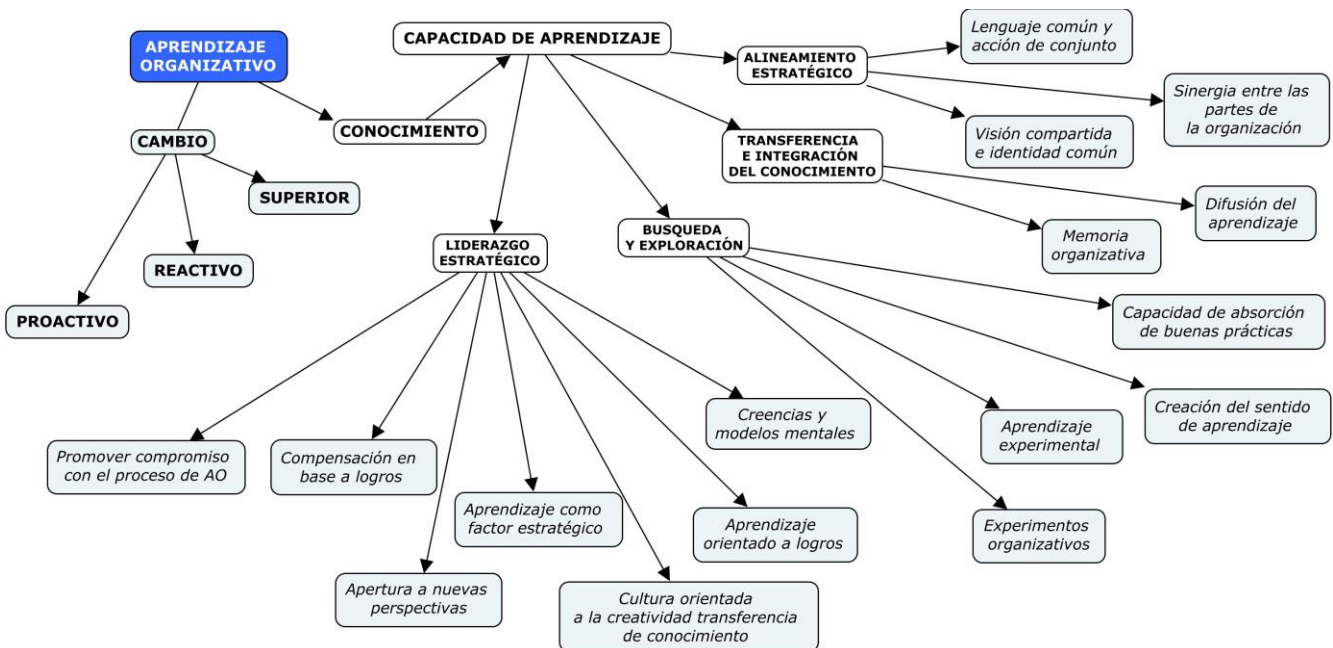 APRENDIZAJE
ORGANIZATIVO
CAPACIDAD DE APRENDIZAJE
ALINEAMIENTO
ESTRATÉGICO
Lenguaje común y
acción de conjunto
Sinergia entre las
partes de
la organización
CONOCIMIENTO
CAMBIO
Visión compartida
e identidad común
TRANSFERENCIA
E INTEGRACIÓN
DEL CONOCIMIENTO
SUPERIOR
Difusión del
aprendizaje
LIDERAZGO
ESTRATÉGICO
BUSQUEDA
Y EXPLORACIÓN
Memoria
organizativa
REACTIVO
PROACTIVO
Capacidad de absorción
de buenas prácticas
Creencias y
modelos mentales
Aprendizaje
experimental
Creación del sentido
de aprendizaje
Promover compromiso
con el proceso de AO
Compensación en
base a logros
Aprendizaje como
factor estratégico
Aprendizaje
orientado a logros
Experimentos
organizativos
Apertura a nuevas
perspectivas
Cultura orientada
a la creatividad transferencia
de conocimiento